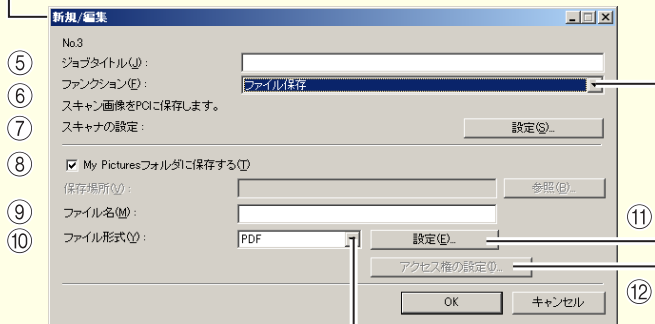 新規/編集
No.3
⑤ ジョブタイトル(J):
⑥ ファンクション(F): ファイル保存
スキャン画像をPCに保存します。
⑦ スキャナの設定: 設定(S)...
⑧ My Picturesフォルダに保存する(T)
保存場所(V): 参照(B)...
⑨ ファイル名(M): ⑪
⑩ ファイル形式(Y): PDF 設定(E)...
アクセス権の設定(I)...
⑫
OK キャンセル